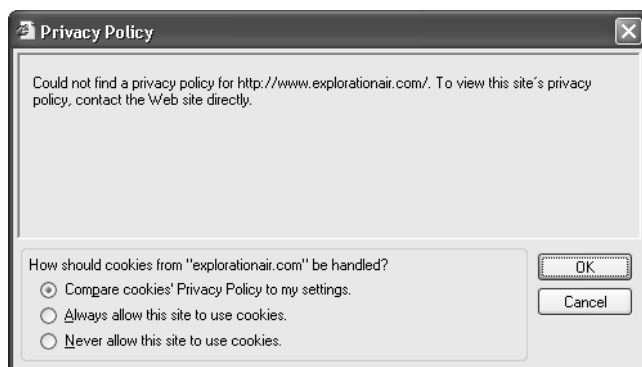 Privacy Policy
Could not find a privacy policy for http://www.explorationair.com/. To view this site´s privacy
policy, contact the Web site directly.
How should cookies from "explorationair.com" be handled?
Compare cookies' Privacy Policy to my settings.
Always allow this site to use cookies.
Never allow this site to use cookies.
OK
Cancel